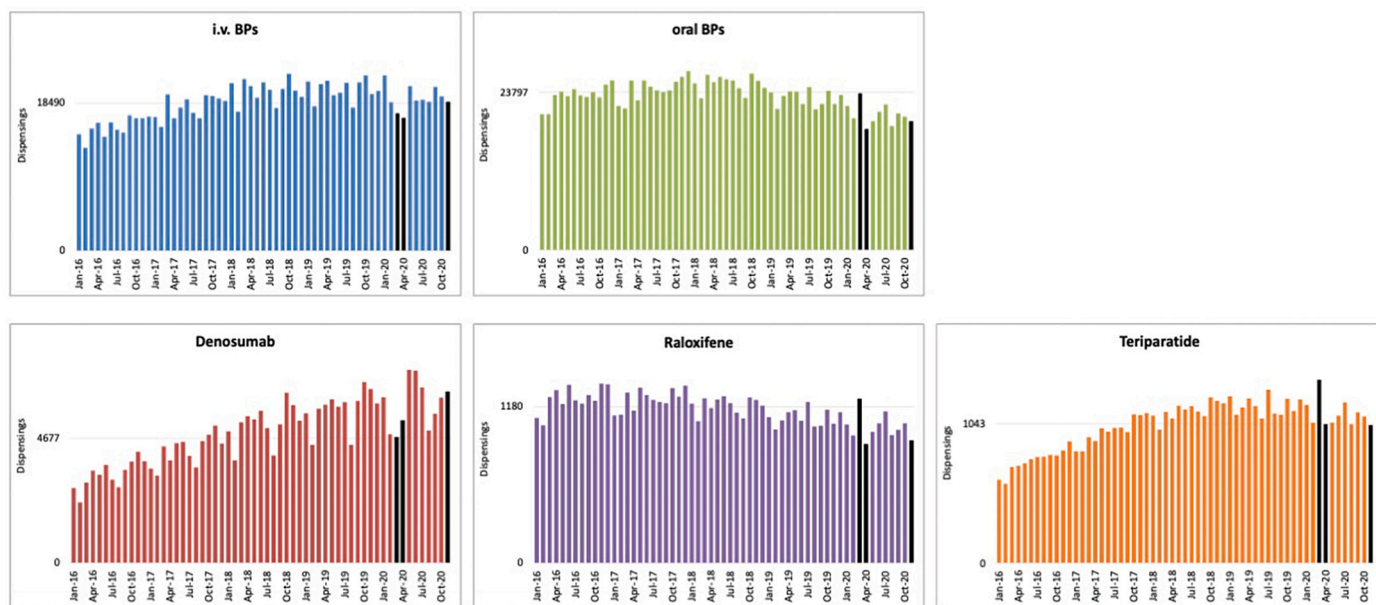 i.v. BPs
18490
Dispensings
0
Jan-16 Apr-16 Jul-16 Oct-16 Jan-17 Apr-17 Jul-17 Oct-17 Jan-18 Apr-18 Jul-18 Oct-18 Jan-19 Apr-19 Jul-19 Oct-19 Jan-20 Apr-20 Jul-20 Oct-20
oral BPs
23797
Dispensings
0
Jan-16 Apr-16 Jul-16 Oct-16 Jan-17 Apr-17 Jul-17 Oct-17 Jan-18 Apr-18 Jul-18 Oct-18 Jan-19 Apr-19 Jul-19 Oct-19 Jan-20 Apr-20 Jul-20 Oct-20
Denosumab
4677
Dispensings
0
Jan-16 Apr-16 Jul-16 Oct-16 Jan-17 Apr-17 Jul-17 Oct-17 Jan-18 Apr-18 Jul-18 Oct-18 Jan-19 Apr-19 Jul-19 Oct-19 Jan-20 Apr-20 Jul-20 Oct-20
Raloxifene
1180
Dispensings
0
Jan-16 Apr-16 Jul-16 Oct-16 Jan-17 Apr-17 Jul-17 Oct-17 Jan-18 Apr-18 Jul-18 Oct-18 Jan-19 Apr-19 Jul-19 Oct-19 Jan-20 Apr-20 Jul-20 Oct-20
Teriparatide
1043
Dispensings
0
Jan-16 Apr-16 Jul-16 Oct-16 Jan-17 Apr-17 Jul-17 Oct-17 Jan-18 Apr-18 Jul-18 Oct-18 Jan-19 Apr-19 Jul-19 Oct-19 Jan-20 Apr-20 Jul-20 Oct-20